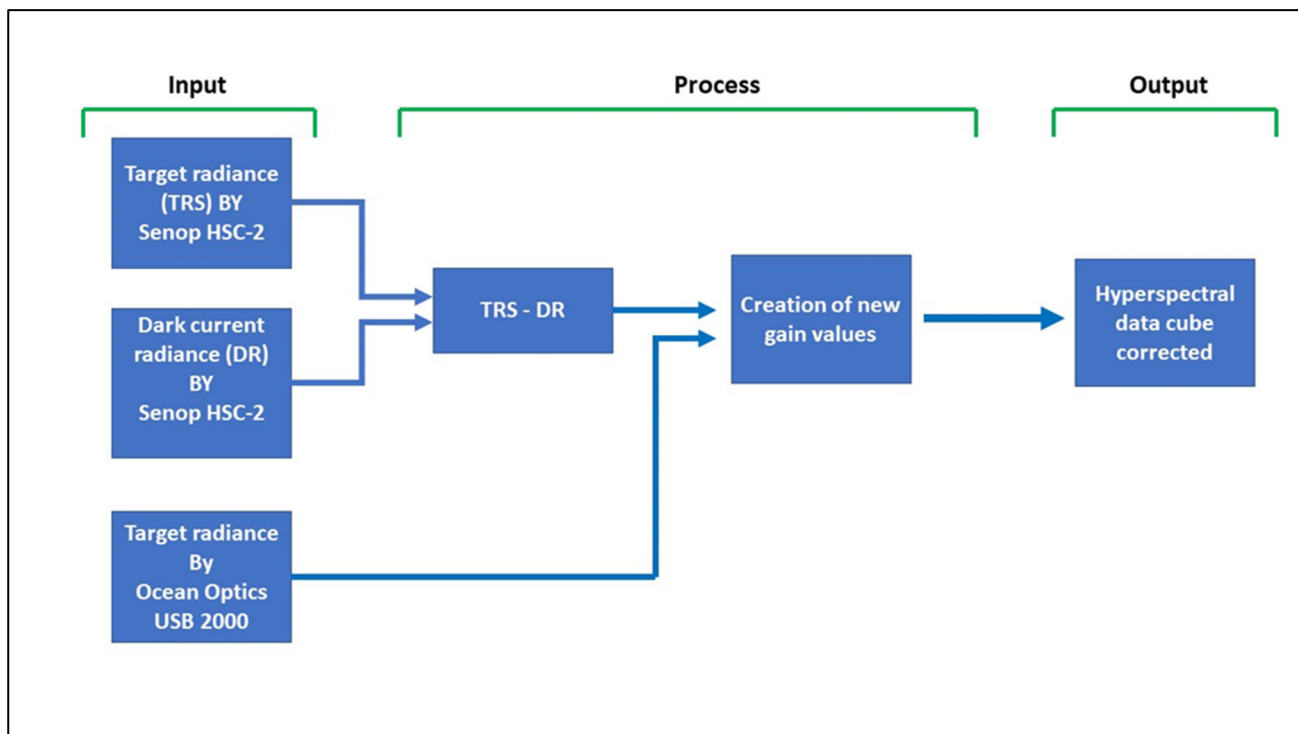 Input
Process
Output
Target radiance
(TRS) BY
Senop HSC-2
Dark current
radiance (DR)
BY
Senop HSC-2
Target radiance
By
Ocean Optics
USB 2000
TRS - DR
Creation of new
gain values
Hyperspectral
data cube
corrected